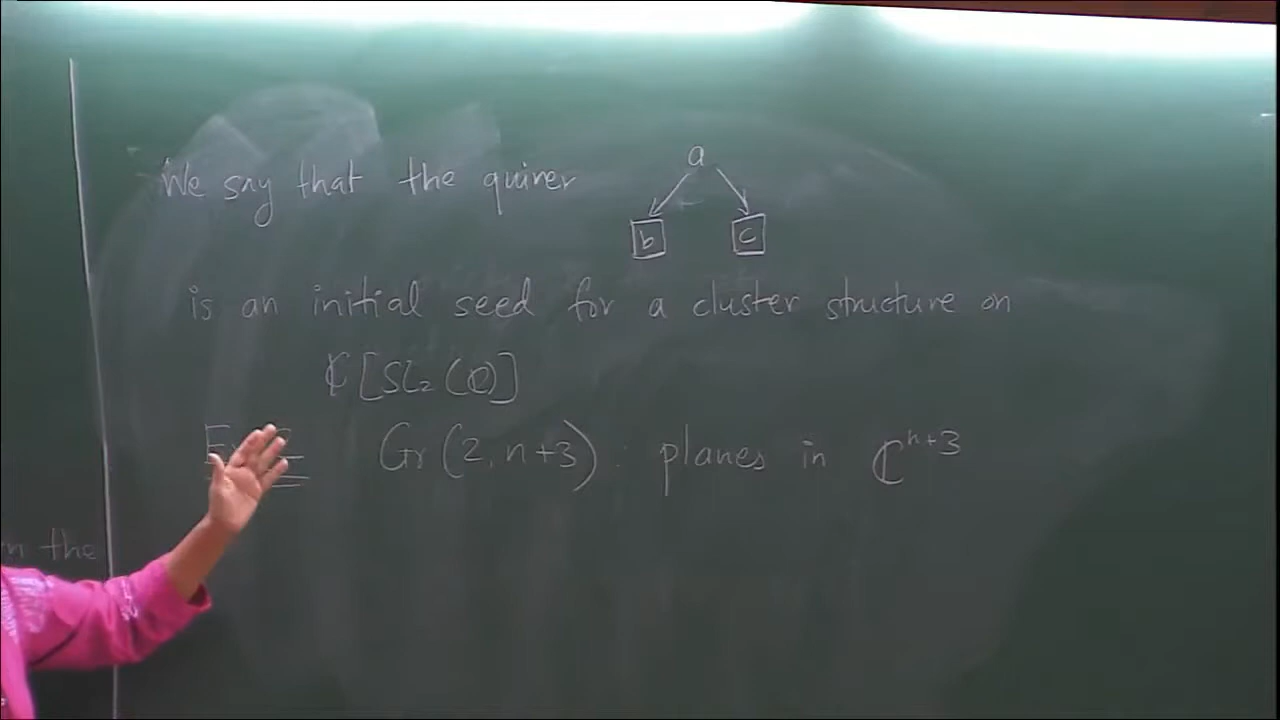 We say that the quiver
a
b c
is an initial seed for a cluster structure on
ℂ[SL₂(ℂ)]
Gr(2, n+3) : planes in ℂⁿ⁺³
n the